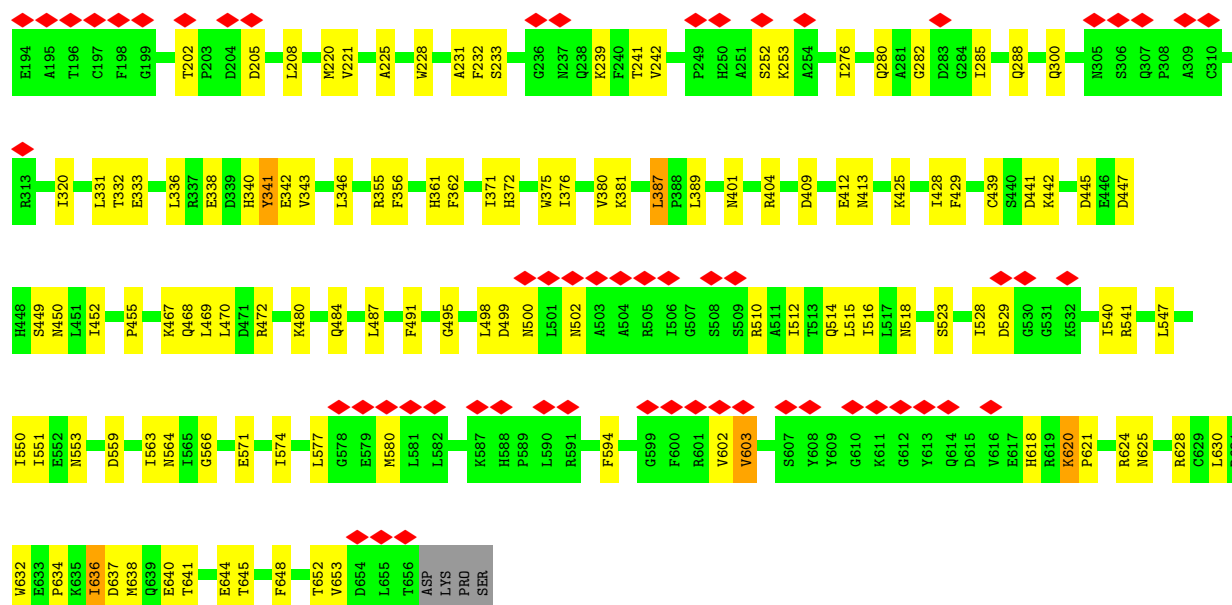 E194 A195 T196 C197 F198 G199 T202 P203 D204 D205 L208 M220 V221 A225 W228 A231 F232 S233 G236 N237 Q238 K239 F240 T241 V242 P249 H250 A251 S252 K253 A254 I276 Q280 A281 G282 D283 G284 I285 Q288 Q300 N305 S306 Q307 P308 A309 C310
R313 I320 L331 T332 E333 L336 R337 E338 D339 H340 Y341 E342 V343 L346 R355 F356 H361 F362 I371 H372 W375 I376 V380 K381 L387 P388 L389 N401 R404 D409 E412 N413 K425 I428 F429 C439 S440 D441 K442 D445 E446 D447
H448 S449 N450 L451 I452 P455 K467 Q468 L469 L470 D471 R472 K480 Q484 L487 F491 G495 L498 D499 N500 L501 N502 A503 A504 R505 I506 G507 S508 S509 R510 A511 I512 T513 Q514 L515 I516 L517 N518 S523 I528 D529 G530 G531 K532 I540 R541 L547
I550 I551 E552 N553 D559 I563 N564 I565 G566 E571 I574 L577 G578 E579 M580 L581 L582 K587 H588 P589 L590 R591 F594 G599 F600 R601 V602 V603 S607 Y608 Y609 G610 K611 G612 Y613 Q614 D615 V616 E617 H618 R619 K620 P621 R624 N625 R628 C629 L630
W632 E633 P634 K635 I636 D637 M638 Q639 E640 T641 E644 T645 F648 T652 V653 D654 L655 T656 ASP LYS PRO SER